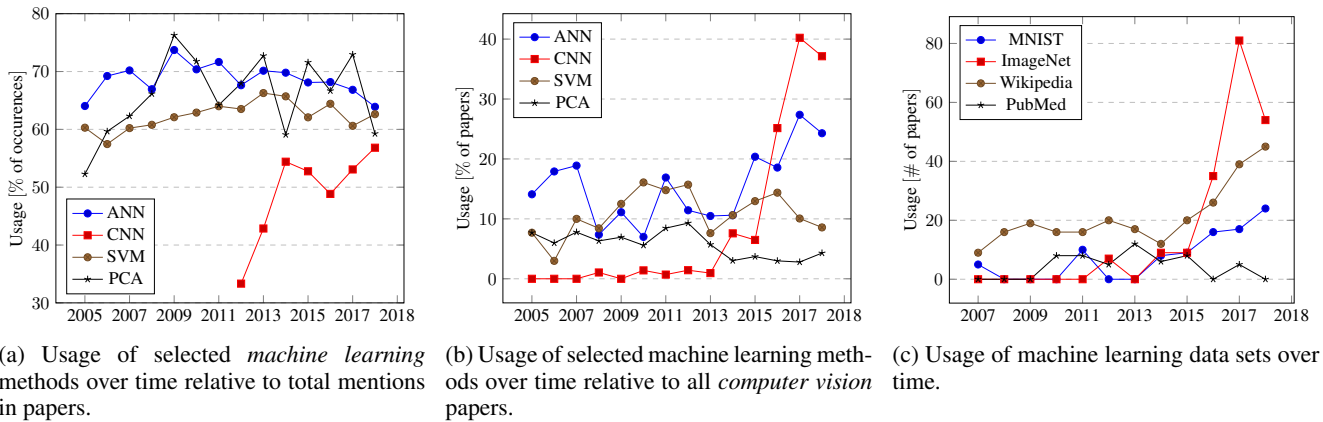 80
70
60
50
40
30
Usage [% of occurences]
ANN
CNN
SVM
PCA
2005 2007 2009 2011 2013 2015 2017 2018
(a) Usage of selected machine learning
methods over time relative to total mentions
in papers.
40
30
20
10
0
Usage [% of papers]
ANN
CNN
SVM
PCA
2005 2007 2009 2011 2013 2015 2017 2018
(b) Usage of selected machine learning meth-
ods over time relative to all computer vision
papers.
80
60
40
20
0
Usage [# of papers]
MNIST
ImageNet
Wikipedia
PubMed
2007 2009 2011 2013 2015 2017 2018
(c) Usage of machine learning data sets over
time.